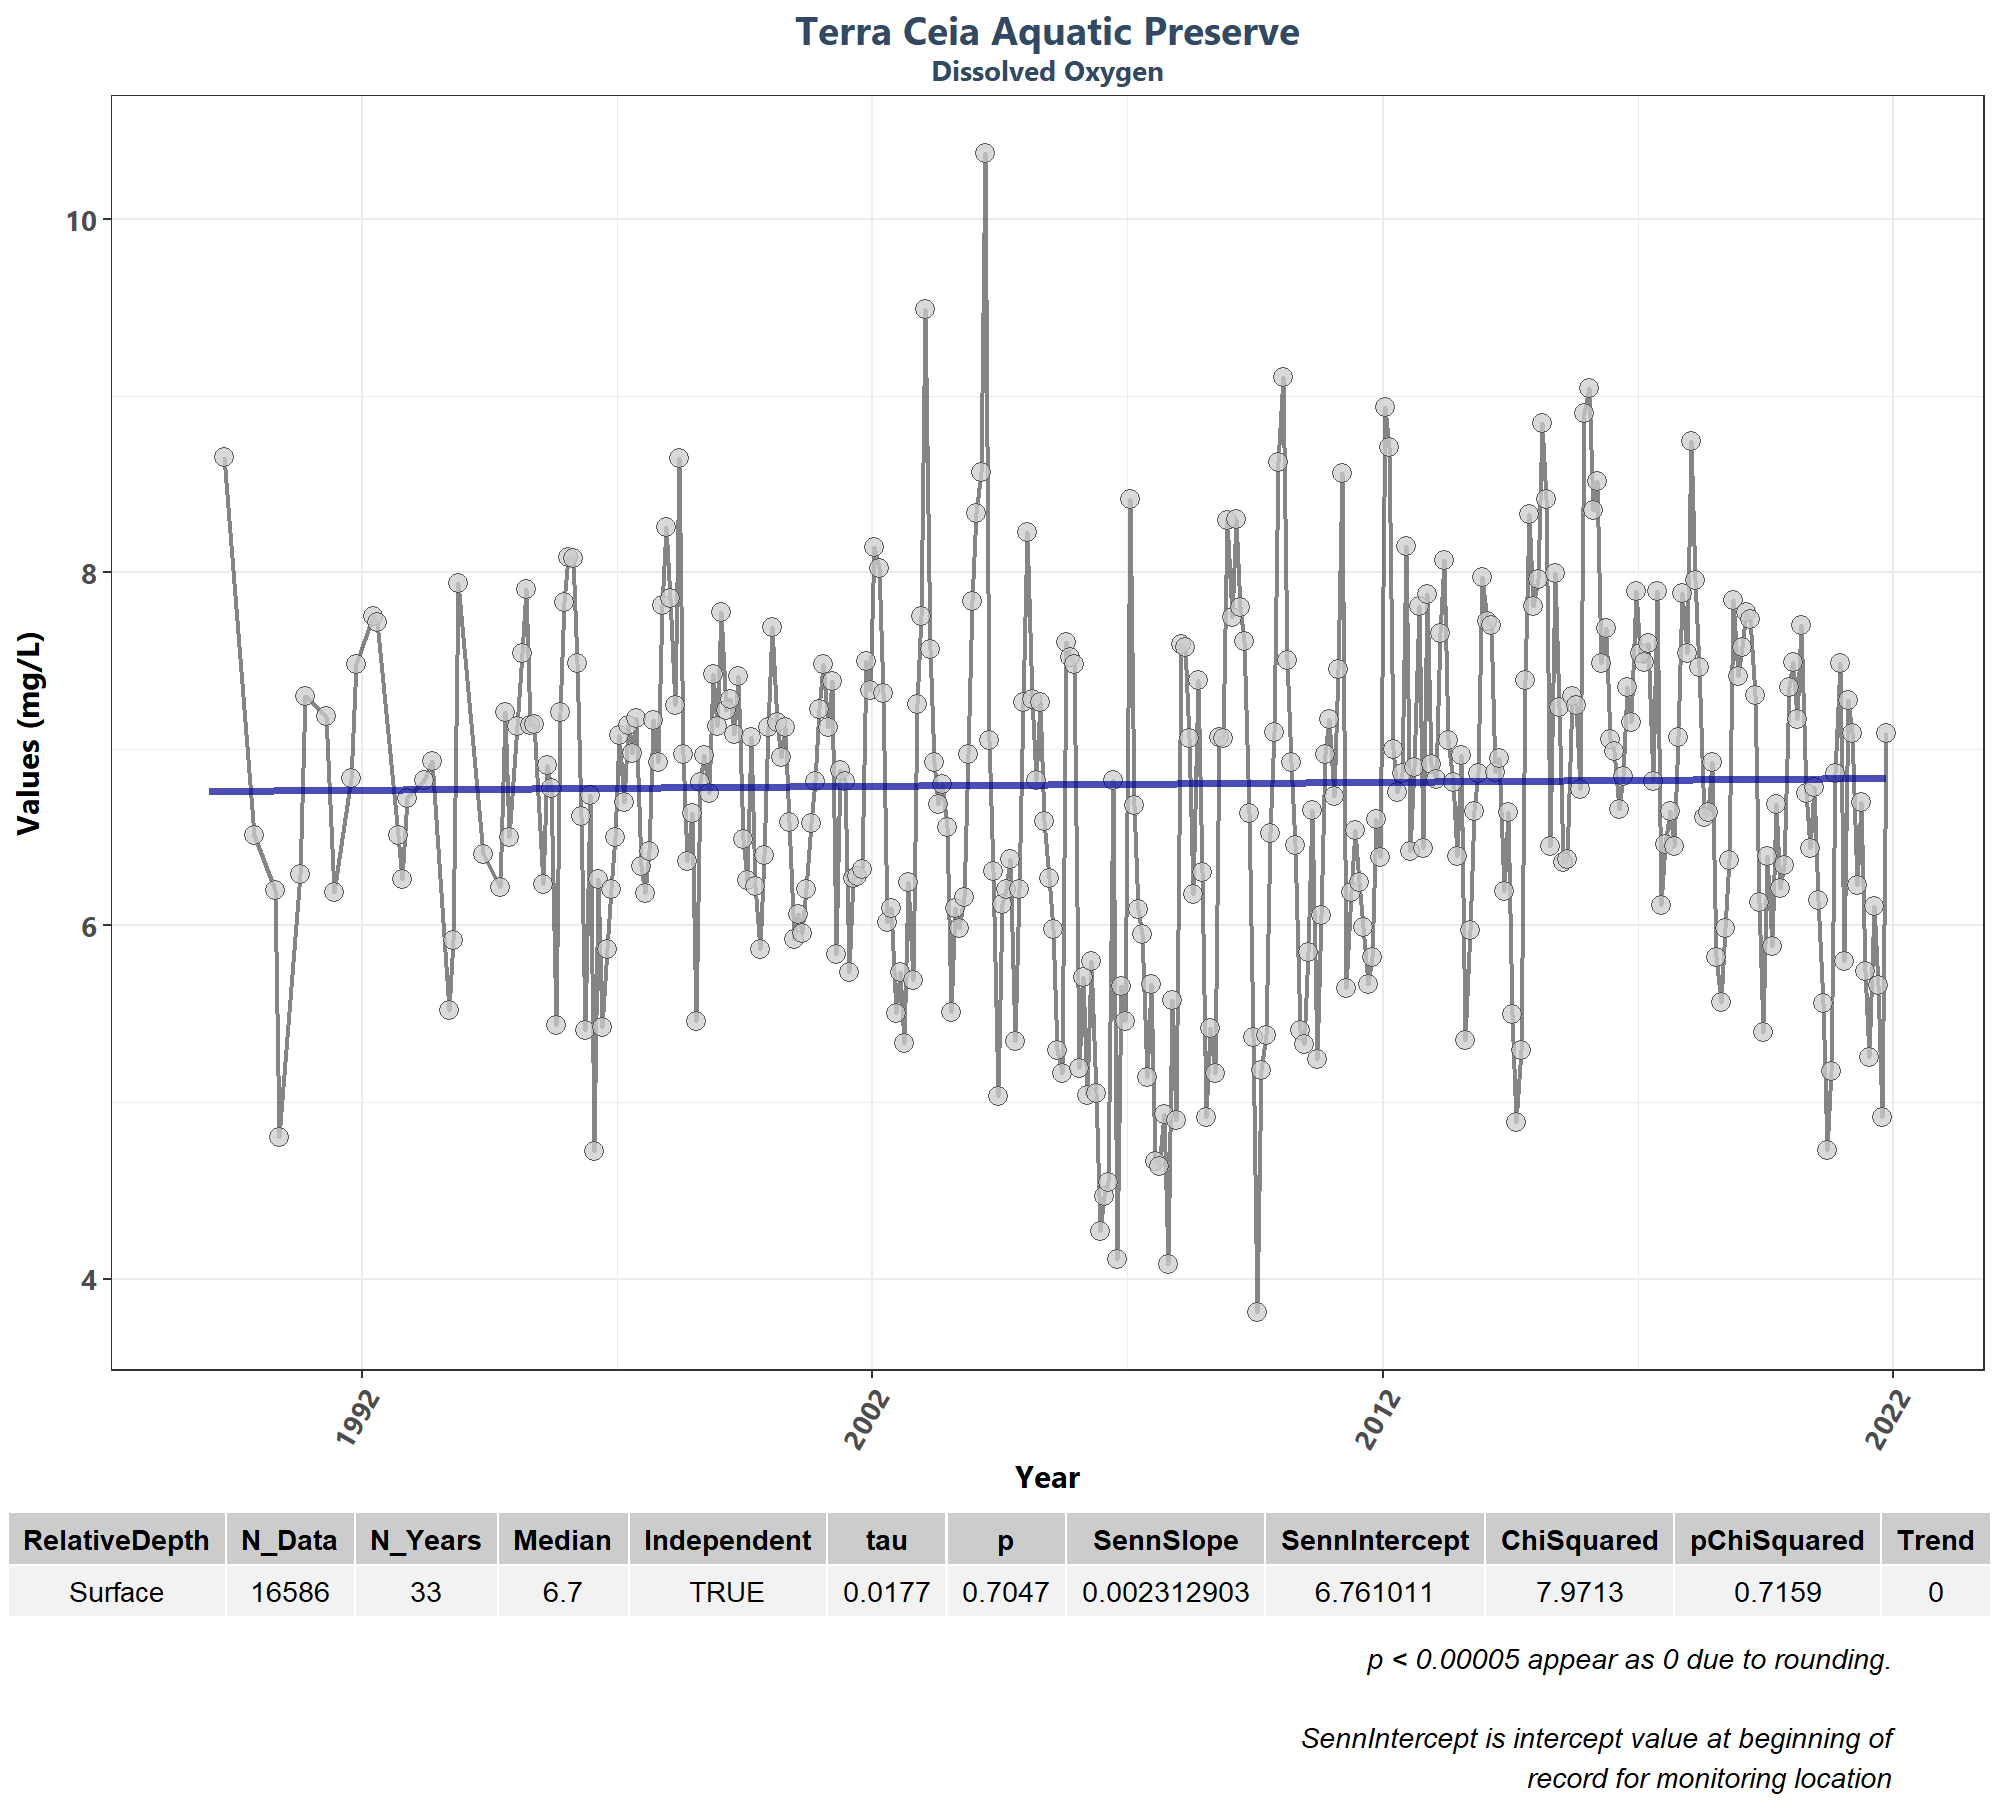 Terra Ceia Aquatic Preserve
Dissolved Oxygen
Values (mg/L)
10
8
6
4
1992 2002 2012 2022
Year
RelativeDepth N_Data N_Years Median Independent tau p SennSlope SennIntercept ChiSquared pChiSquared Trend
Surface 16586 33 6.7 TRUE 0.0177 0.7047 0.002312903 6.761011 7.9713 0.7159 0
p < 0.00005 appear as 0 due to rounding.
SennIntercept is intercept value at beginning of
record for monitoring location